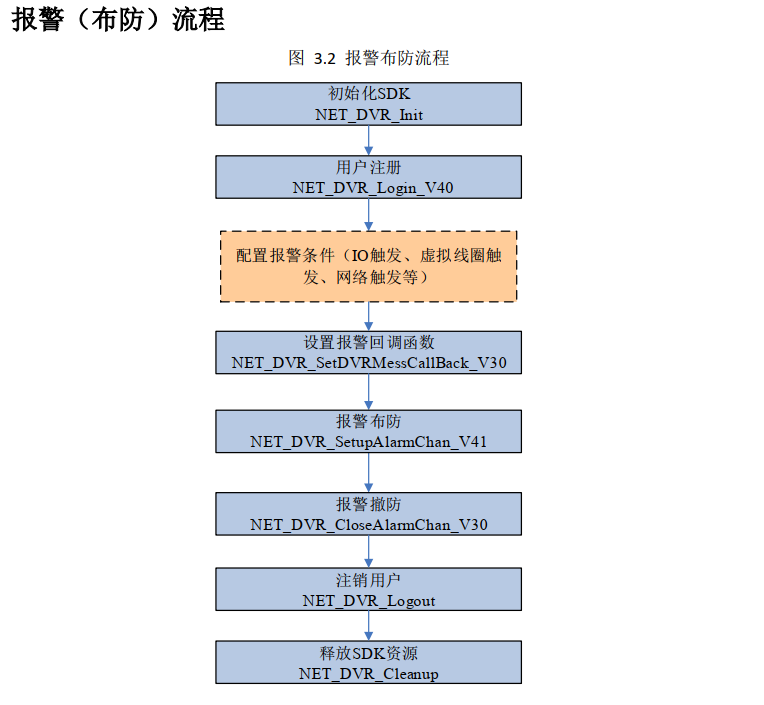 报警（布防）流程
图 3.2 报警布防流程
初始化SDK
NET_DVR_Init
用户注册
NET_DVR_Login_V40
配置报警条件（IO触发、虚拟线圈触
发、网络触发等）
设置报警回调函数
NET_DVR_SetDVRMessCallBack_V30
报警布防
NET_DVR_SetupAlarmChan_V41
报警撤防
NET_DVR_CloseAlarmChan_V30
注销用户
NET_DVR_Logout
释放SDK资源
NET_DVR_Cleanup